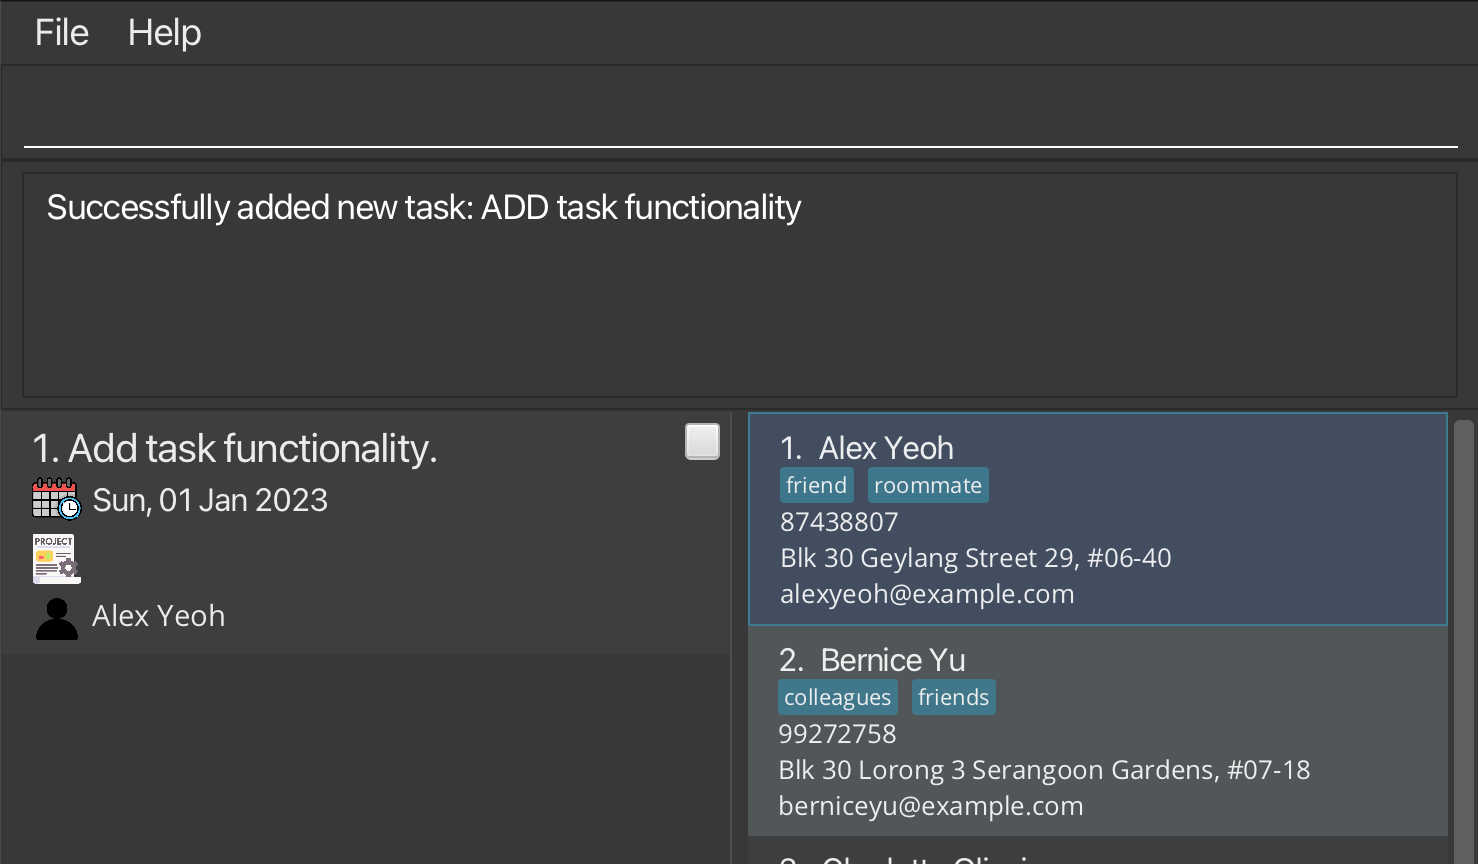 File Help
Successfully added new task: ADD task functionality
1. Add task functionality.
Sun, 01 Jan 2023
PROJECT
Alex Yeoh
1. Alex Yeoh
friend roommate
87438807
Blk 30 Geylang Street 29, #06-40
alexyeoh@example.com
2. Bernice Yu
colleagues friends
99272758
Blk 30 Lorong 3 Serangoon Gardens, #07-18
berniceyu@example.com